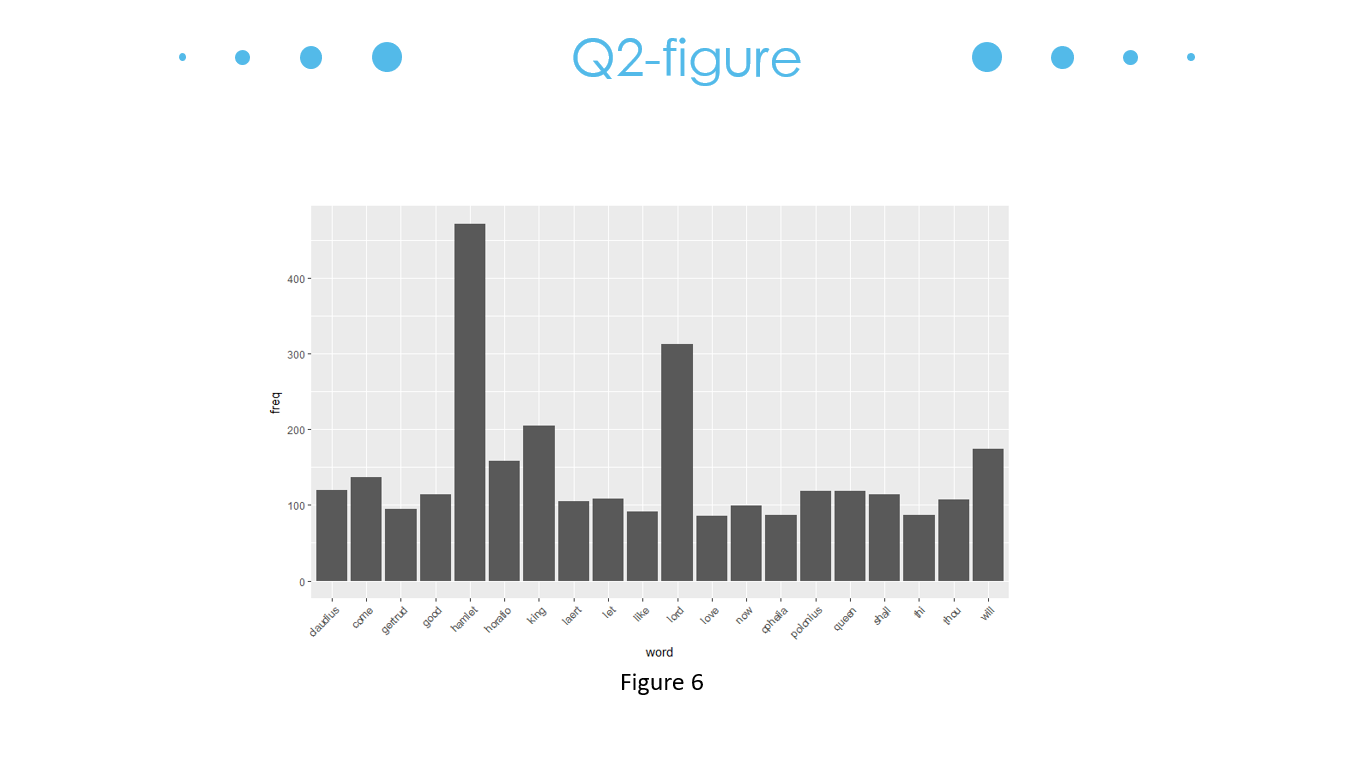 Q2-figure
freq
400
300
200
100
0
claudius come gertrud good hamlet horatio king laert let like lord love now ophelia polonius queen shall thi thou will
word
Figure 6